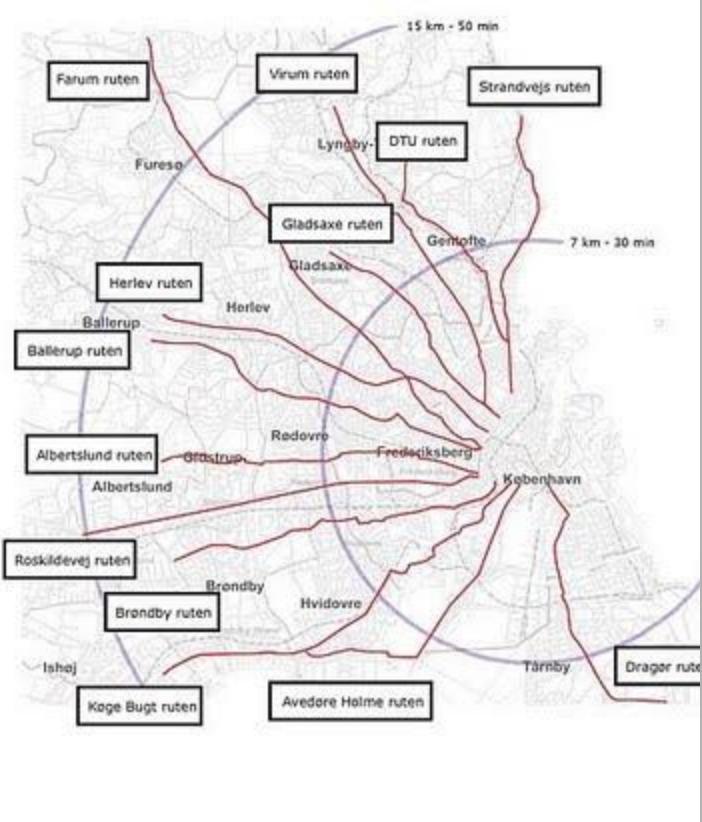 15 km - 50 min
Farum ruten
Virum ruten
Strandvejs ruten
Lyngby-
DTU ruten
Furesø
Gladsaxe ruten
Gentofte
7 km - 30 min
Gladsaxe
Herlev ruten
Herlev
Ballerup
Ballerup ruten
Rødovre
Albertslund ruten
Glostrup
Frederiksberg
Albertslund
København
Roskildevej ruten
Brøndby
Hvidovre
Brøndby ruten
Ishøj
Tårnby
Dragør rute
Køge Bugt ruten
Avedøre Holme ruten